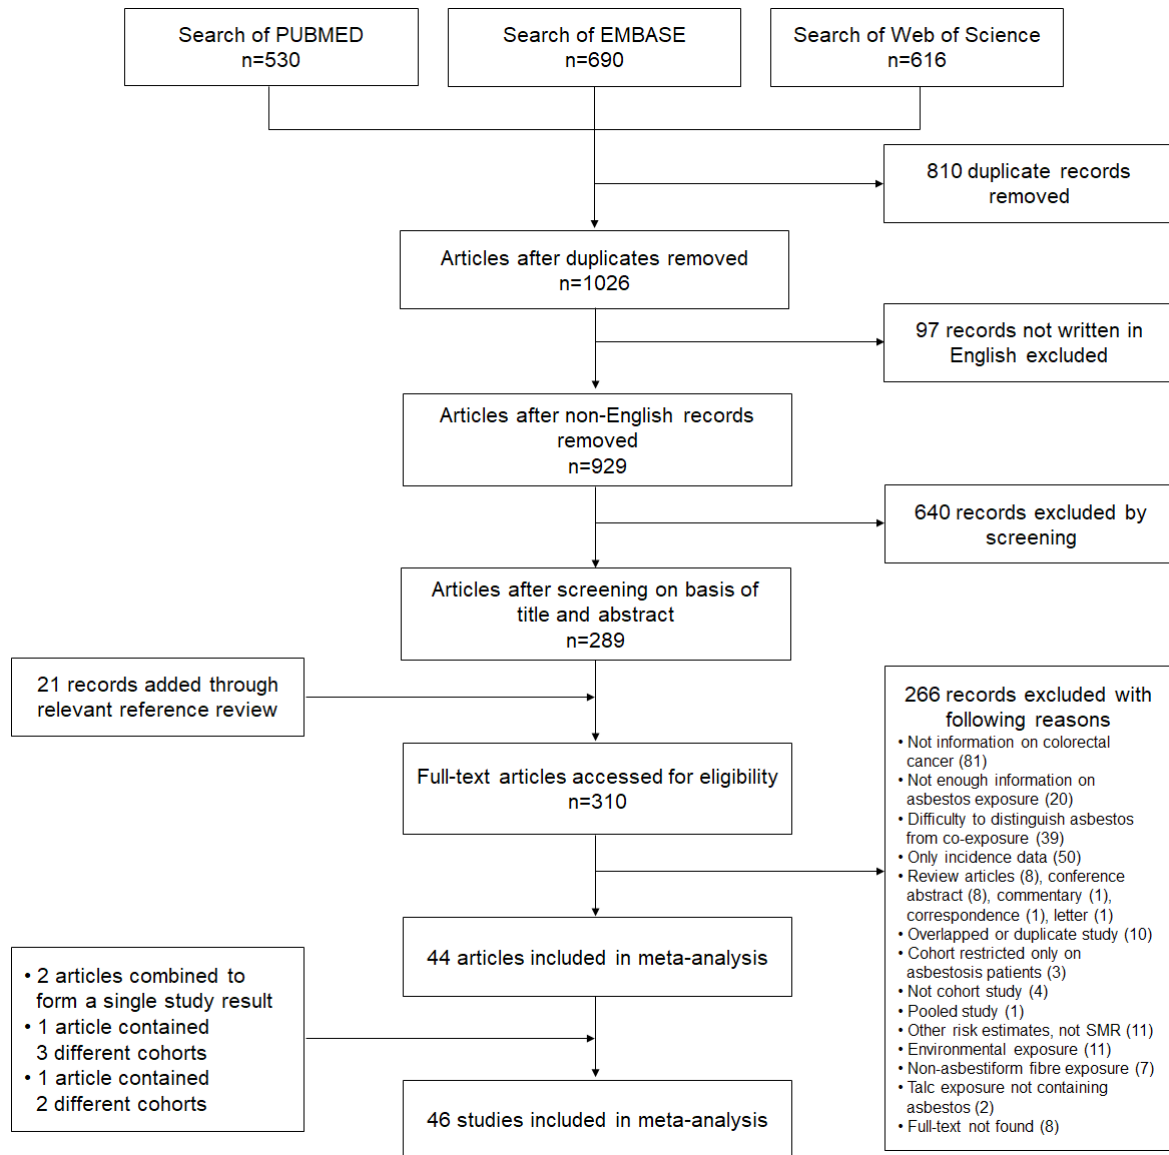 Search of PUBMED
n=530
Search of EMBASE
n=690
Search of Web of Science
n=616
810 duplicate records
removed
Articles after duplicates removed
n=1026
97 records not written in
English excluded
Articles after non-English records
removed
n=929
640 records excluded by
screening
Articles after screening on basis of
title and abstract
n=289
21 records added through
relevant reference review
Full-text articles accessed for eligibility
n=310
266 records excluded with
following reasons
• Not information on colorectal
cancer (81)
• Not enough information on
asbestos exposure (20)
• Difficulty to distinguish asbestos
from co-exposure (39)
• Only incidence data (50)
• Review articles (8), conference
abstract (8), commentary (1),
correspondence (1), letter (1)
• Overlapped or duplicate study (10)
• Cohort restricted only on
asbestosis patients (3)
• Not cohort study (4)
• Pooled study (1)
• Other risk estimates, not SMR (11)
• Environmental exposure (11)
• Non-asbestiform fibre exposure (7)
• Talc exposure not containing
asbestos (2)
• Full-text not found (8)
44 articles included in meta-analysis
• 2 articles combined to
form a single study result
• 1 article contained
3 different cohorts
• 1 article contained
2 different cohorts
46 studies included in meta-analysis